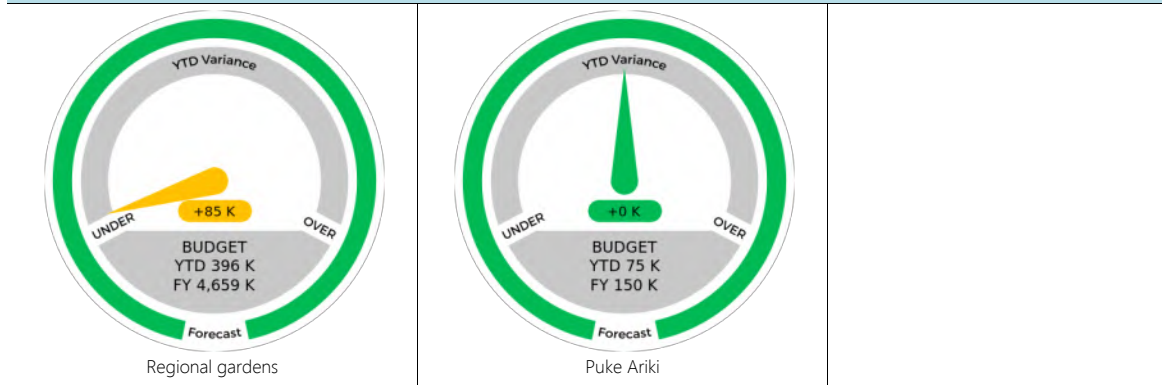 YTD Variance
+85 K
UNDER
OVER
BUDGET
YTD 396 K
FY 4,659 K
Forecast
Regional gardens
YTD Variance
+0 K
UNDER
OVER
BUDGET
YTD 75 K
FY 150 K
Forecast
Puke Ariki